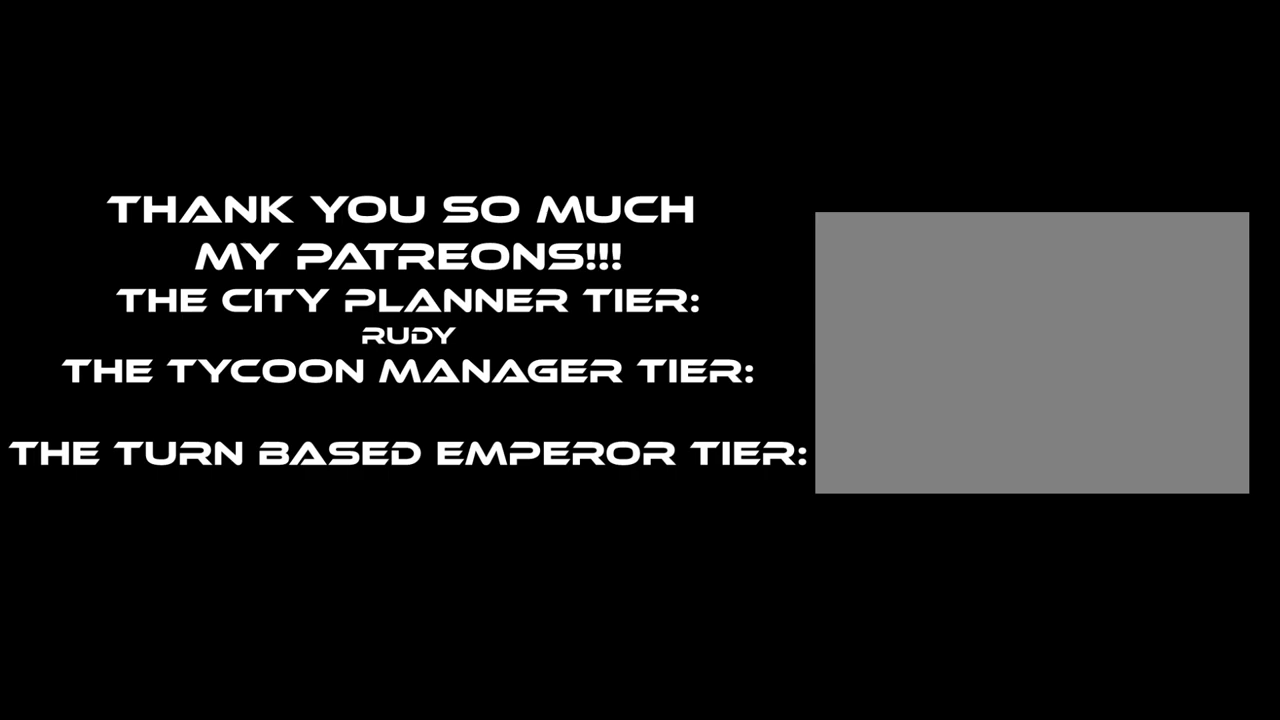 THANK YOU SO MUCH
MY PATREONS!!!
THE CITY PLANNER TIER:
RUDY
THE TYCOON MANAGER TIER:
THE TURN BASED EMPEROR TIER: